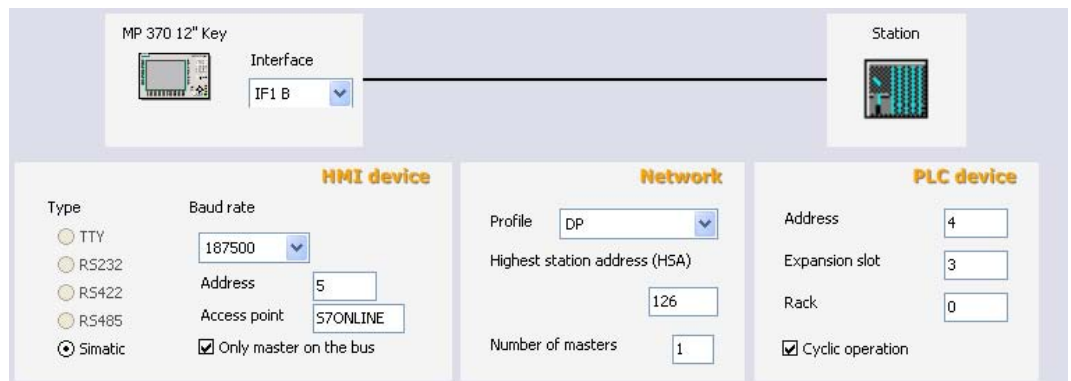 MP 370 12" Key
Interface
IF1 B
Station
HMI device
Type
Baud rate
TTY
187500
RS232
Address
5
RS422
Access point
S7ONLINE
RS485
Simatic
Only master on the bus
Network
Profile
DP
Highest station address (HSA)
126
Number of masters
1
PLC device
Address
4
Expansion slot
3
Rack
0
Cyclic operation